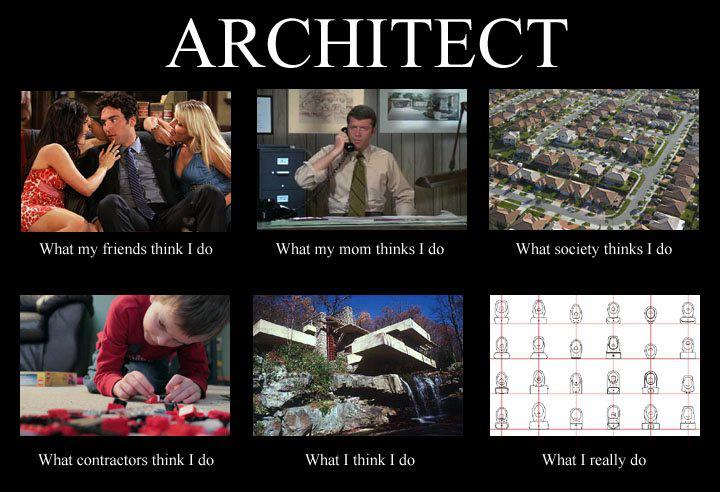 ARCHITECT
What my friends think I do
What my mom thinks I do
What society thinks I do
What contractors think I do
What I think I do
What I really do